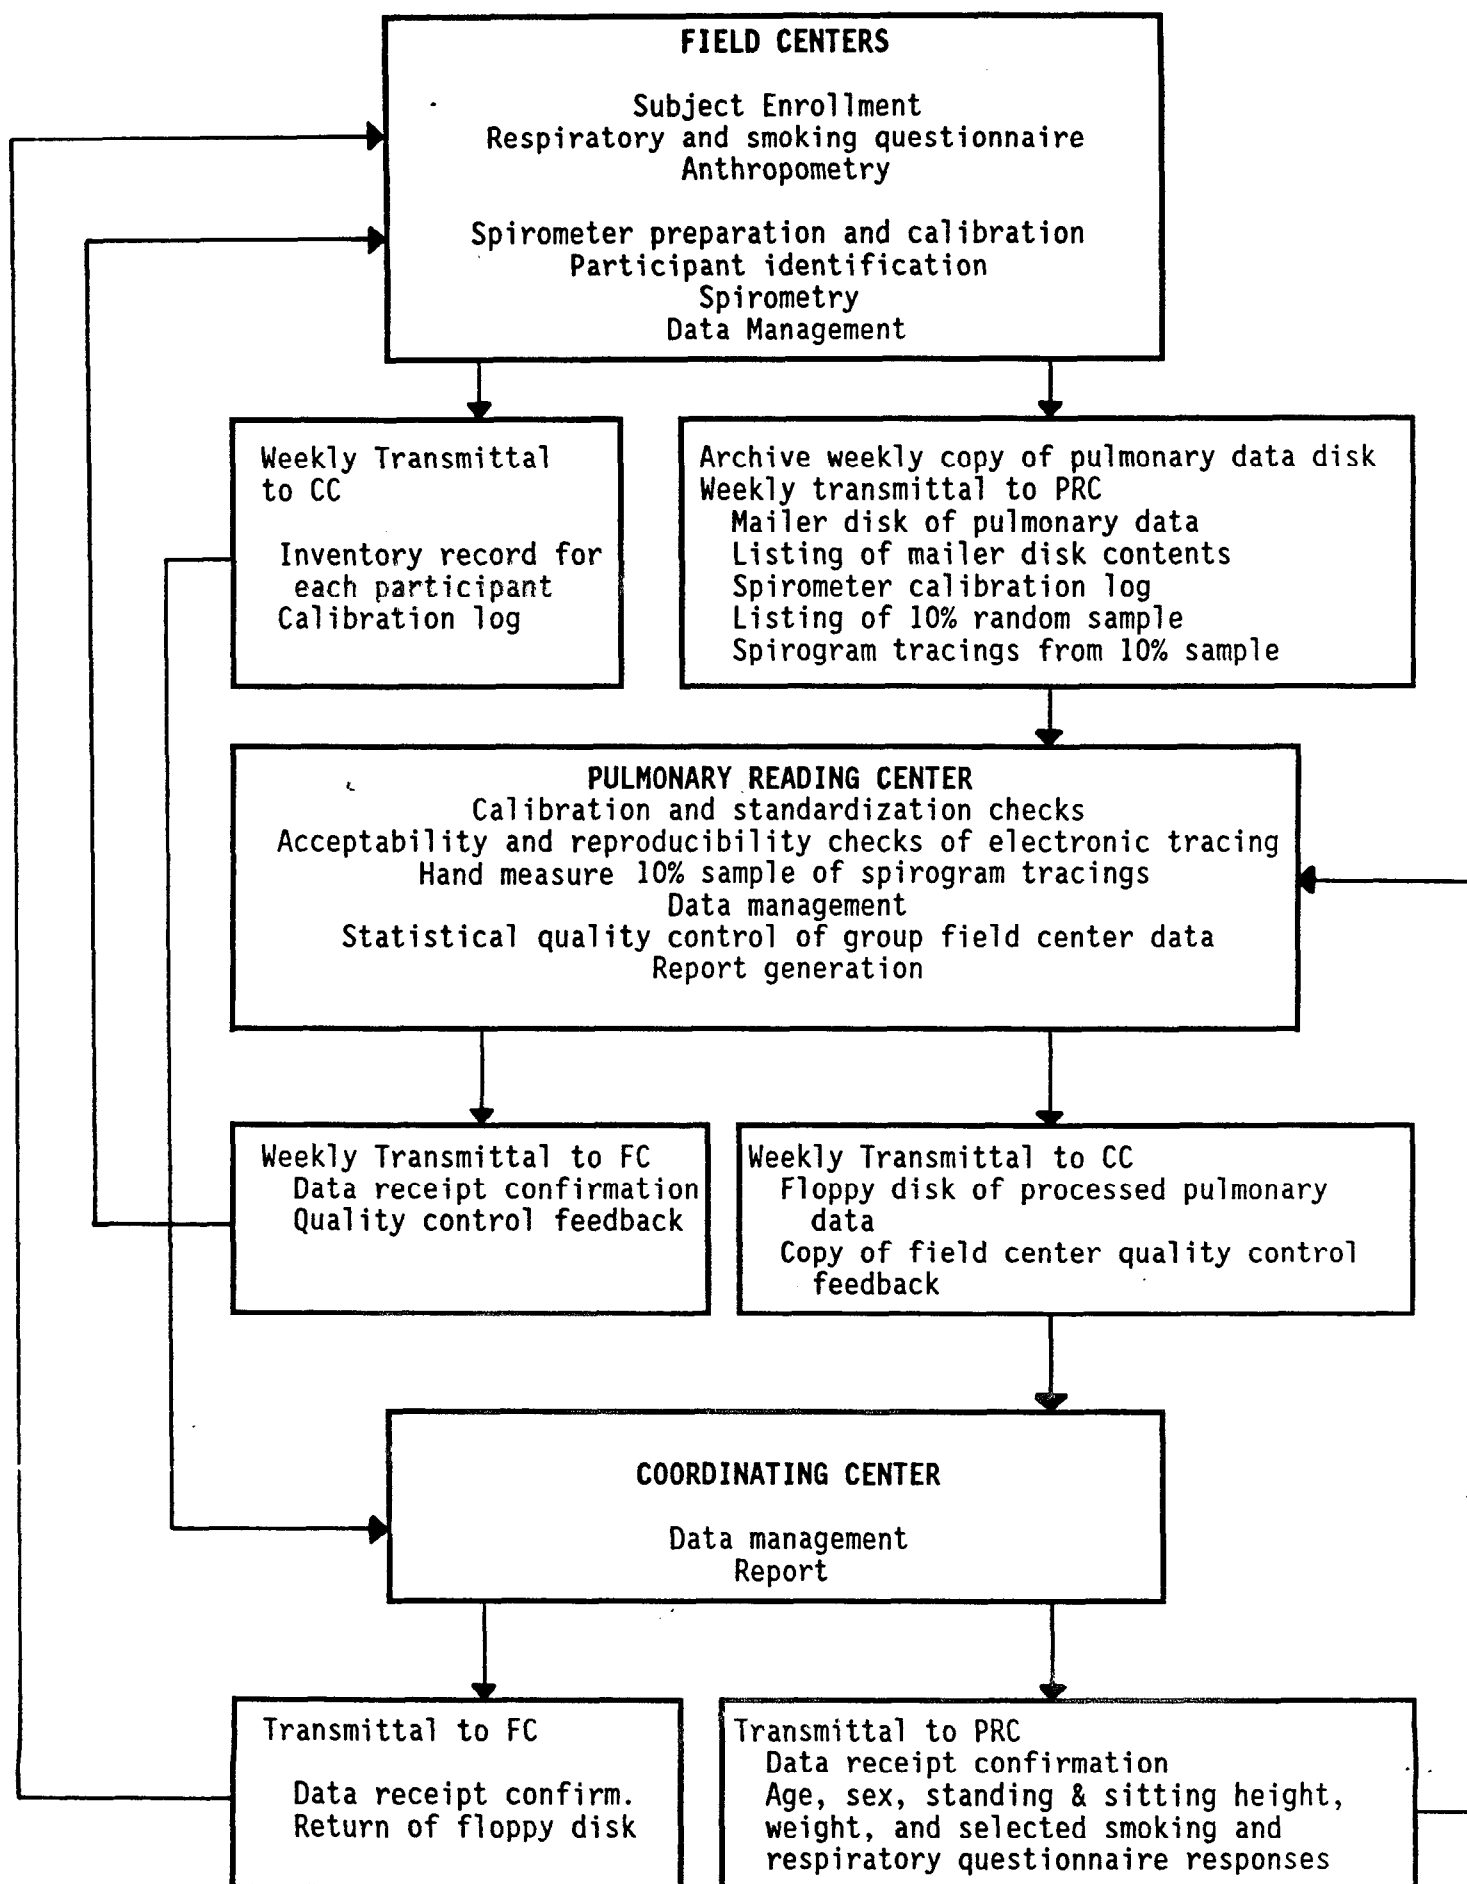 FIELD CENTERS
Subject Enrollment
Respiratory and smoking questionnaire
Anthropometry
Spirometer preparation and calibration
Participant identification
Spirometry
Data Management
Weekly Transmittal
to CC
Inventory record for
each participant
Calibration log
Archive weekly copy of pulmonary data disk
Weekly transmittal to PRC
Mailer disk of pulmonary data
Listing of mailer disk contents
Spirometer calibration log
Listing of 10% random sample
Spirogram tracings from 10% sample
PULMONARY READING CENTER
Calibration and standardization checks
Acceptability and reproducibility checks of electronic tracing
Hand measure 10% sample of spirogram tracings
Data management
Statistical quality control of group field center data
Report generation
Weekly Transmittal to FC
Data receipt confirmation
Quality control feedback
Weekly Transmittal to CC
Floppy disk of processed pulmonary
data
Copy of field center quality control
feedback
COORDINATING CENTER
Data management
Report
Transmittal to FC
Data receipt confirm.
Return of floppy disk
Transmittal to PRC
Data receipt confirmation
Age, sex, standing & sitting height,
weight, and selected smoking and
respiratory questionnaire responses